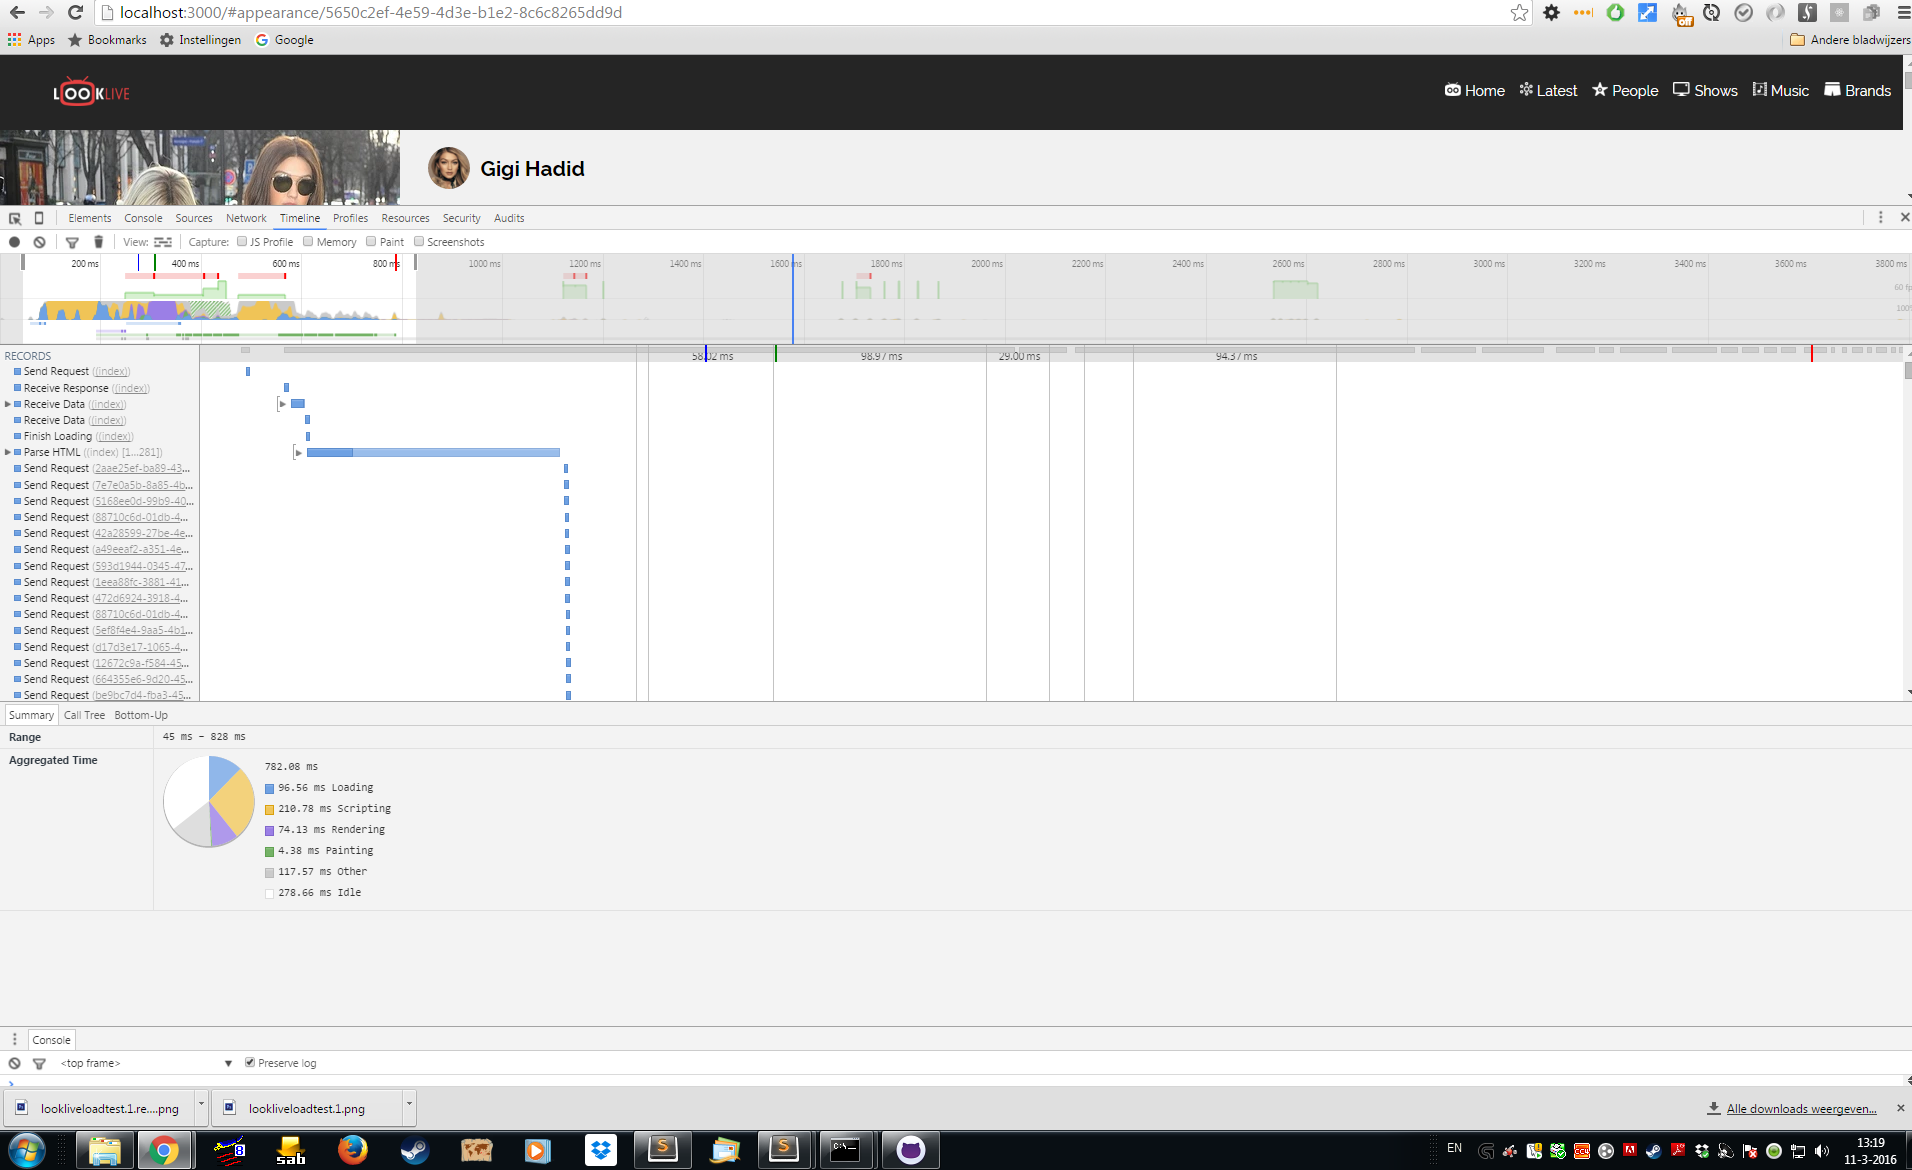 localhost:3000/#appearance/5650c2ef-4e59-4d3e-b1e2-8c6c8265dd9d
off
Apps Bookmarks Instellingen Google Andere bladwijzers
LOOKLIVE Home Latest People Shows Music Brands
Gigi Hadid
Elements Console Sources Network Timeline Profiles Resources Security Audits
View: Capture: JS Profile Memory Paint Screenshots
200 ms 400 ms 600 ms 800 ms 1000 ms 1200 ms 1400 ms 1600 ms 1800 ms 2000 ms 2200 ms 2400 ms 2600 ms 2800 ms 3000 ms 3200 ms 3400 ms 3600 ms 3800 ms
60 fp
100%
RECORDS 58.02 ms 98.97 ms 29.00 ms 94.37 ms
Send Request ((index))
Receive Response ((index))
Receive Data ((index))
Receive Data ((index))
Finish Loading ((index))
Parse HTML ((index) [1...281])
Send Request (2aae25ef-ba89-43...
Send Request (7e7e0a5b-8a85-4b...
Send Request (5168ee0d-99b9-40...
Send Request (88710c6d-01db-4...
Send Request (42a28599-27be-4e...
Send Request (a49eeaf2-a351-4e...
Send Request (593d1944-0345-47...
Send Request (1eea88fc-3881-41...
Send Request (472d6924-3918-4...
Send Request (88710c6d-01db-4...
Send Request (5ef8f4e4-9aa5-4b1...
Send Request (d17d3e17-1065-4...
Send Request (12672c9a-f584-45...
Send Request (664355e6-9d20-45...
Send Request (be9bc7d4-fba3-45...
Summary Call Tree Bottom-Up
Range 45 ms – 828 ms
Aggregated Time
782.08 ms
96.56 ms Loading
210.78 ms Scripting
74.13 ms Rendering
4.38 ms Painting
117.57 ms Other
278.66 ms Idle
Console
<top frame> ▼ Preserve log
lookliveloadtest.1.re....png lookliveloadtest.1.png Alle downloads weergeven...
8 sab EN 13:19
11-3-2016